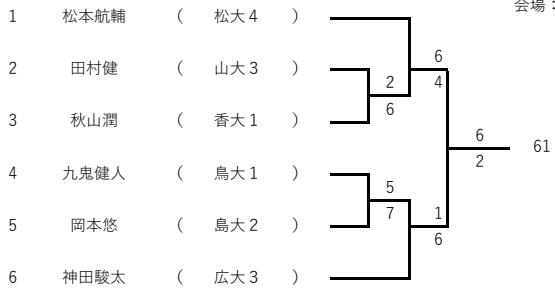 会場：
1 松本航輔 ( 松大４ )
6
2 田村健 ( 山大３ )
2 4
6
3 秋山潤 ( 香大１ )
6
61
2
4 九鬼健人 ( 鳥大１ )
5
7 1
5 岡本悠 ( 島大２ )
6
6 神田駿太 ( 広大３ )